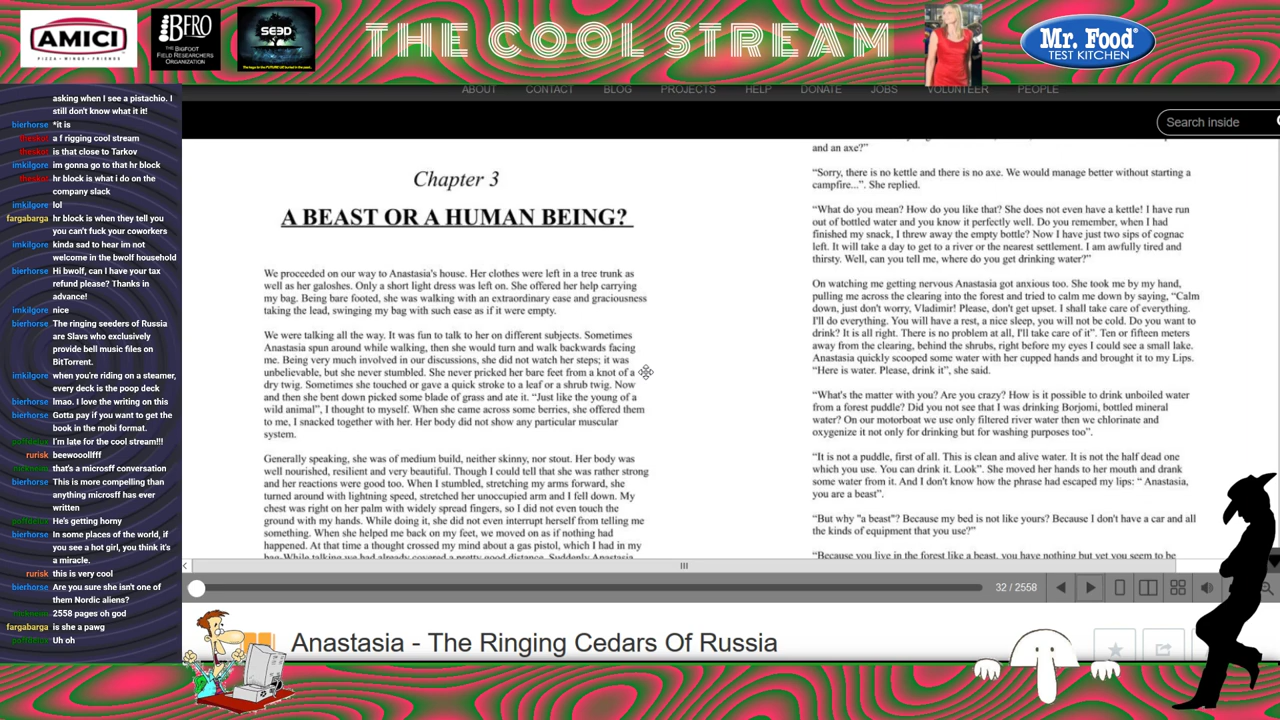 AMICI
PIZZA • WINGS • FRIENDS
BFRO
THE BIGFOOT
FIELD RESEARCHERS
ORGANIZATION
SEED
THE COOL STREAM
Mr. Food
TEST KITCHEN
ABOUT CONTACT BLOG PROJECTS HELP DONATE JOBS VOLUNTEER PEOPLE
Search inside
asking when I see a pistachio. I
still don't know what it it!
bierhorse *it is
theskot a f rigging cool stream
theskot is that close to Tarkov
imkilgore im gonna go to that hr block
theskot hr block is what i do on the
company slack
imkilgore lol
fargabarga hr block is when they tell you
you can't fuck your coworkers
imkilgore kinda sad to hear im not
welcome in the bwolf household
bierhorse Hi bwolf, can I have your tax
refund please? Thanks in
advance!
imkilgore nice
bierhorse The ringing seeders of Russia
are Slavs who exclusively
provide bell music files on
BitTorrent.
imkilgore when you're riding on a steamer,
every deck is the poop deck
bierhorse lmao. I love the writing on this
bierhorse Gotta pay if you want to get the
book in the mobi format.
I'm late for the cool stream!!!
rurisk beewooolfff
that's a microsff conversation
bierhorse This is more compelling than
anything microsff has ever
written
He's getting horny
bierhorse In some places of the world, if
you see a hot girl, you think it's
a miracle.
rurisk this is very cool
bierhorse Are you sure she isn't one of
them Nordic aliens?
2558 pages oh god
fargabarga is she a pawg
Uh oh
Chapter 3
A BEAST OR A HUMAN BEING?
We proceeded on our way to Anastasia's house. Her clothes were left in a tree trunk as
well as her galoshes. Only a short light dress was left on. She offered her help carrying
my bag. Being bare footed, she was walking with an extraordinary ease and graciousness
taking the lead, swinging my bag with such ease as if it were empty.
We were talking all the way. It was fun to talk to her on different subjects. Sometimes
Anastasia spun around while walking, then she would turn and walk backwards facing
me. Being very much involved in our discussions, she did not watch her steps; it was
unbelievable, but she never stumbled. She never pricked her bare feet from a knot of a
dry twig. Sometimes she touched or gave a quick stroke to a leaf or a shrub twig. Now
and then she bent down picked some blade of grass and ate it. “Just like the young of a
wild animal”, I thought to myself. When she came across some berries, she offered them
to me, I snacked together with her. Her body did not show any particular muscular
system.
Generally speaking, she was of medium build, neither skinny, nor stout. Her body was
well nourished, resilient and very beautiful. Though I could tell that she was rather strong
and her reactions were good too. When I stumbled, stretching my arms forward, she
turned around with lightning speed, stretched her unoccupied arm and I fell down. My
chest was right on her palm with widely spread fingers, so I did not even touch the
ground with my hands. While doing it, she did not even interrupt herself from telling me
something. When she helped me back on my feet, we moved on as if nothing had
happened. At that time a thought crossed my mind about a gas pistol, which I had in my
bag. While talking we had already covered a pretty good distance. Suddenly Anastasia
and an axe?”
“Sorry, there is no kettle and there is no axe. We would manage better without starting a
campfire...”. She replied.
“What do you mean? How do you like that? She does not even have a kettle! I have run
out of bottled water and you know it perfectly well. Do you remember, when I had
finished my snack, I threw away the empty bottle? Now I have just two sips of cognac
left. It will take a day to get to a river or the nearest settlement. I am awfully tired and
thirsty. Well, can you tell me, where do you get drinking water?”
On watching me getting nervous Anastasia got anxious too. She took me by my hand,
pulling me across the clearing into the forest and tried to calm me down by saying, “Calm
down, just don't worry, Vladimir! Please, don't get upset. I shall take care of everything.
I'll do everything. You will have a rest, a nice sleep, you will not be cold. Do you want to
drink? It is all right. There is no problem at all, I'll take care of it”. Ten or fifteen meters
away from the clearing, behind the shrubs, right before my eyes I could see a small lake.
Anastasia quickly scooped some water with her cupped hands and brought it to my Lips.
“Here is water. Please, drink it”, she said.
“What's the matter with you? Are you crazy? How is it possible to drink unboiled water
from a forest puddle? Did you not see that I was drinking Borjomi, bottled mineral
water? On our motorboat we use only filtered river water then we chlorinate and
oxygenize it not only for drinking but for washing purposes too”.
“It is not a puddle, first of all. This is clean and alive water. It is not the half dead one
which you use. You can drink it. Look”. She moved her hands to her mouth and drank
some water from it. And I don't know how the phrase had escaped my lips: “ Anastasia,
you are a beast”.
“But why "a beast"? Because my bed is not like yours? Because I don't have a car and all
the kinds of equipment that you use?”
“Because you live in the forest like a beast, you have nothing but yet you seem to be
32 / 2558
Anastasia - The Ringing Cedars Of Russia